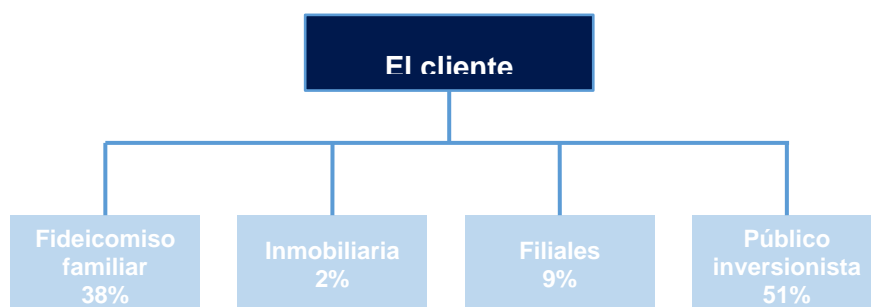 El cliente
Fideicomiso
familiar
38%
Inmobiliaria
2%
Filiales
9%
Público
inversionista
51%